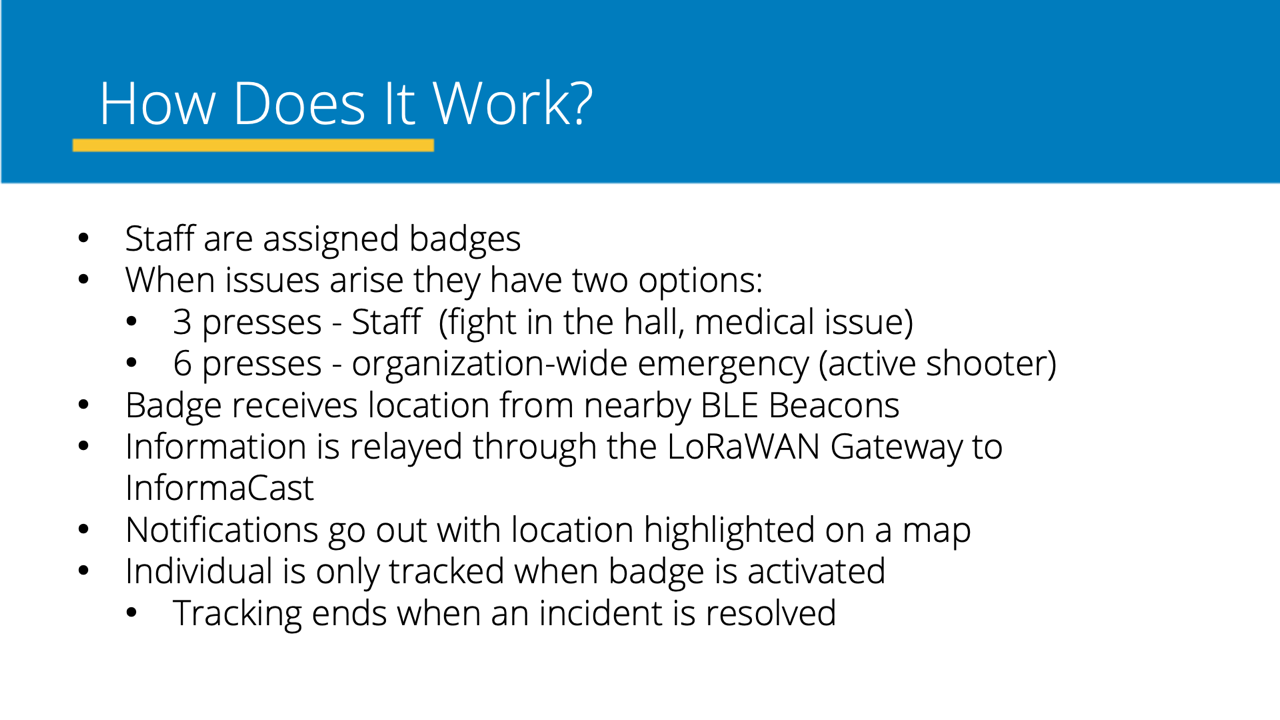 How Does It Work?
• Staff are assigned badges
• When issues arise they have two options:
• 3 presses - Staff  (fight in the hall, medical issue)
• 6 presses - organization-wide emergency (active shooter)
• Badge receives location from nearby BLE Beacons
• Information is relayed through the LoRaWAN Gateway to
InformaCast
• Notifications go out with location highlighted on a map
• Individual is only tracked when badge is activated
• Tracking ends when an incident is resolved